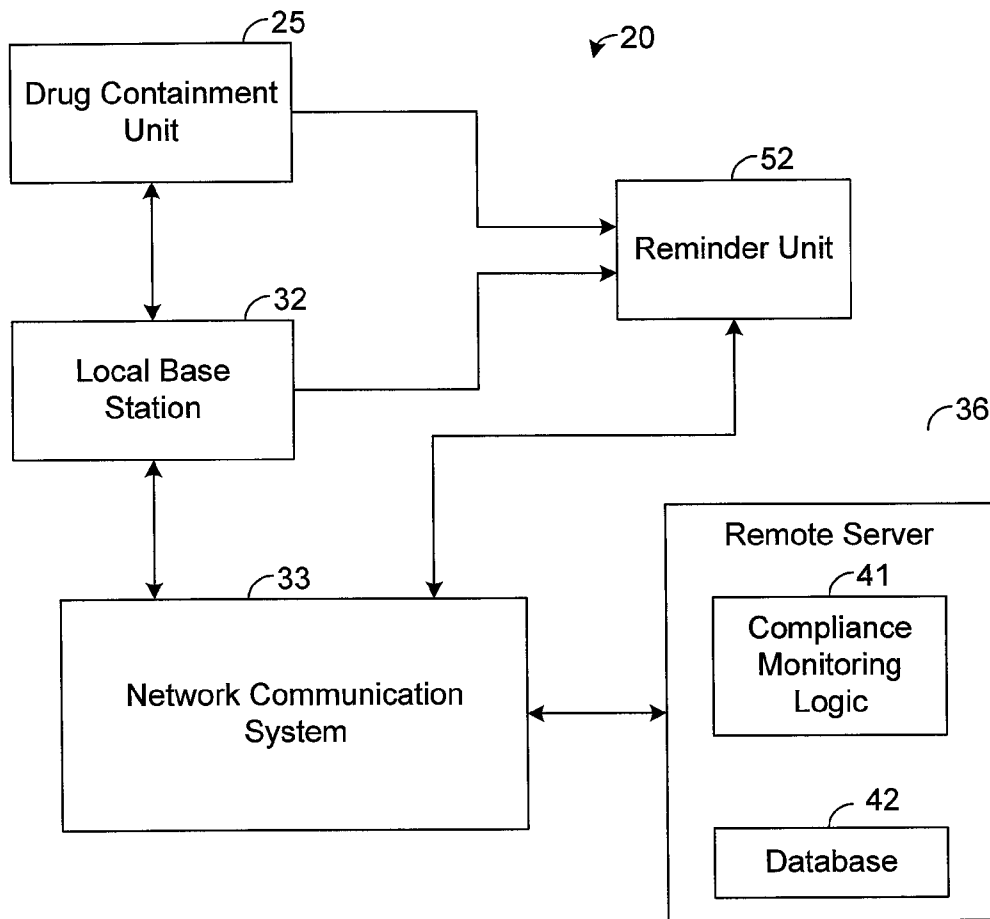 25
20
Drug Containment
Unit
52
Reminder Unit
32
Local Base
Station
36
33
Network Communication
System
Remote Server
41
Compliance
Monitoring
Logic
42
Database